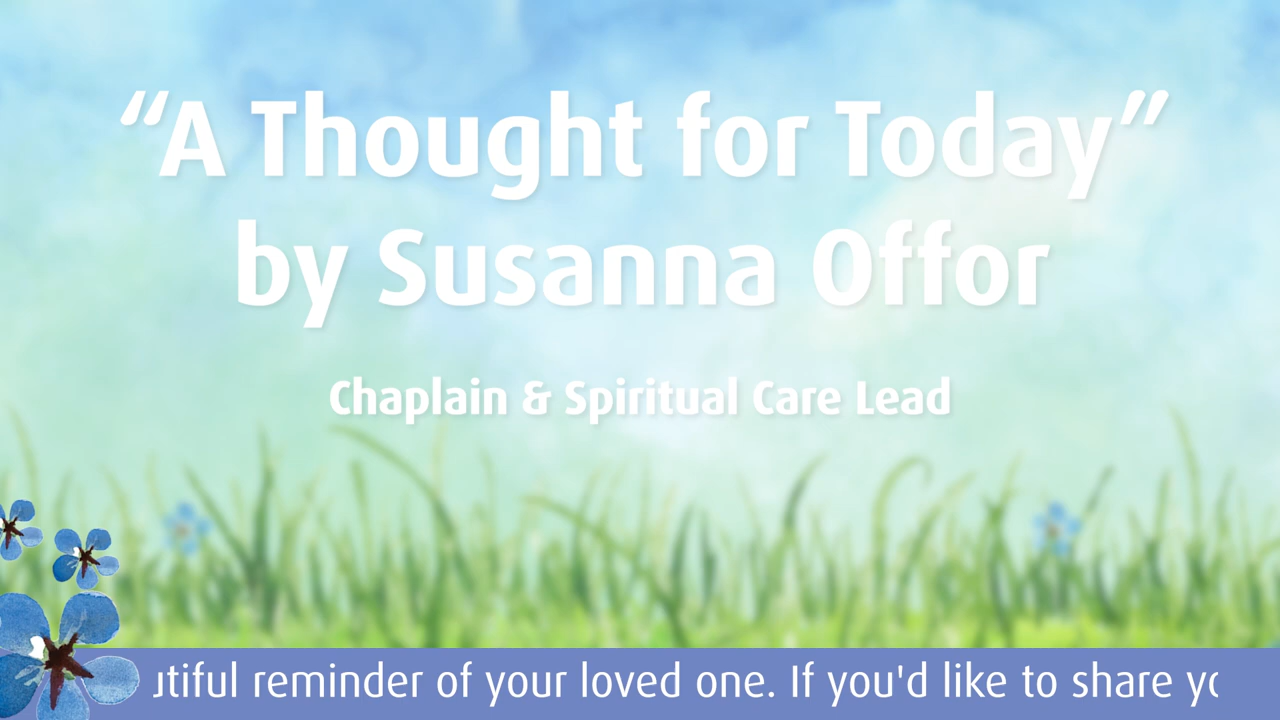 “A Thought for Today”
by Susanna Offor
Chaplain & Spiritual Care Lead
reminder of your loved one. If you'd like to share